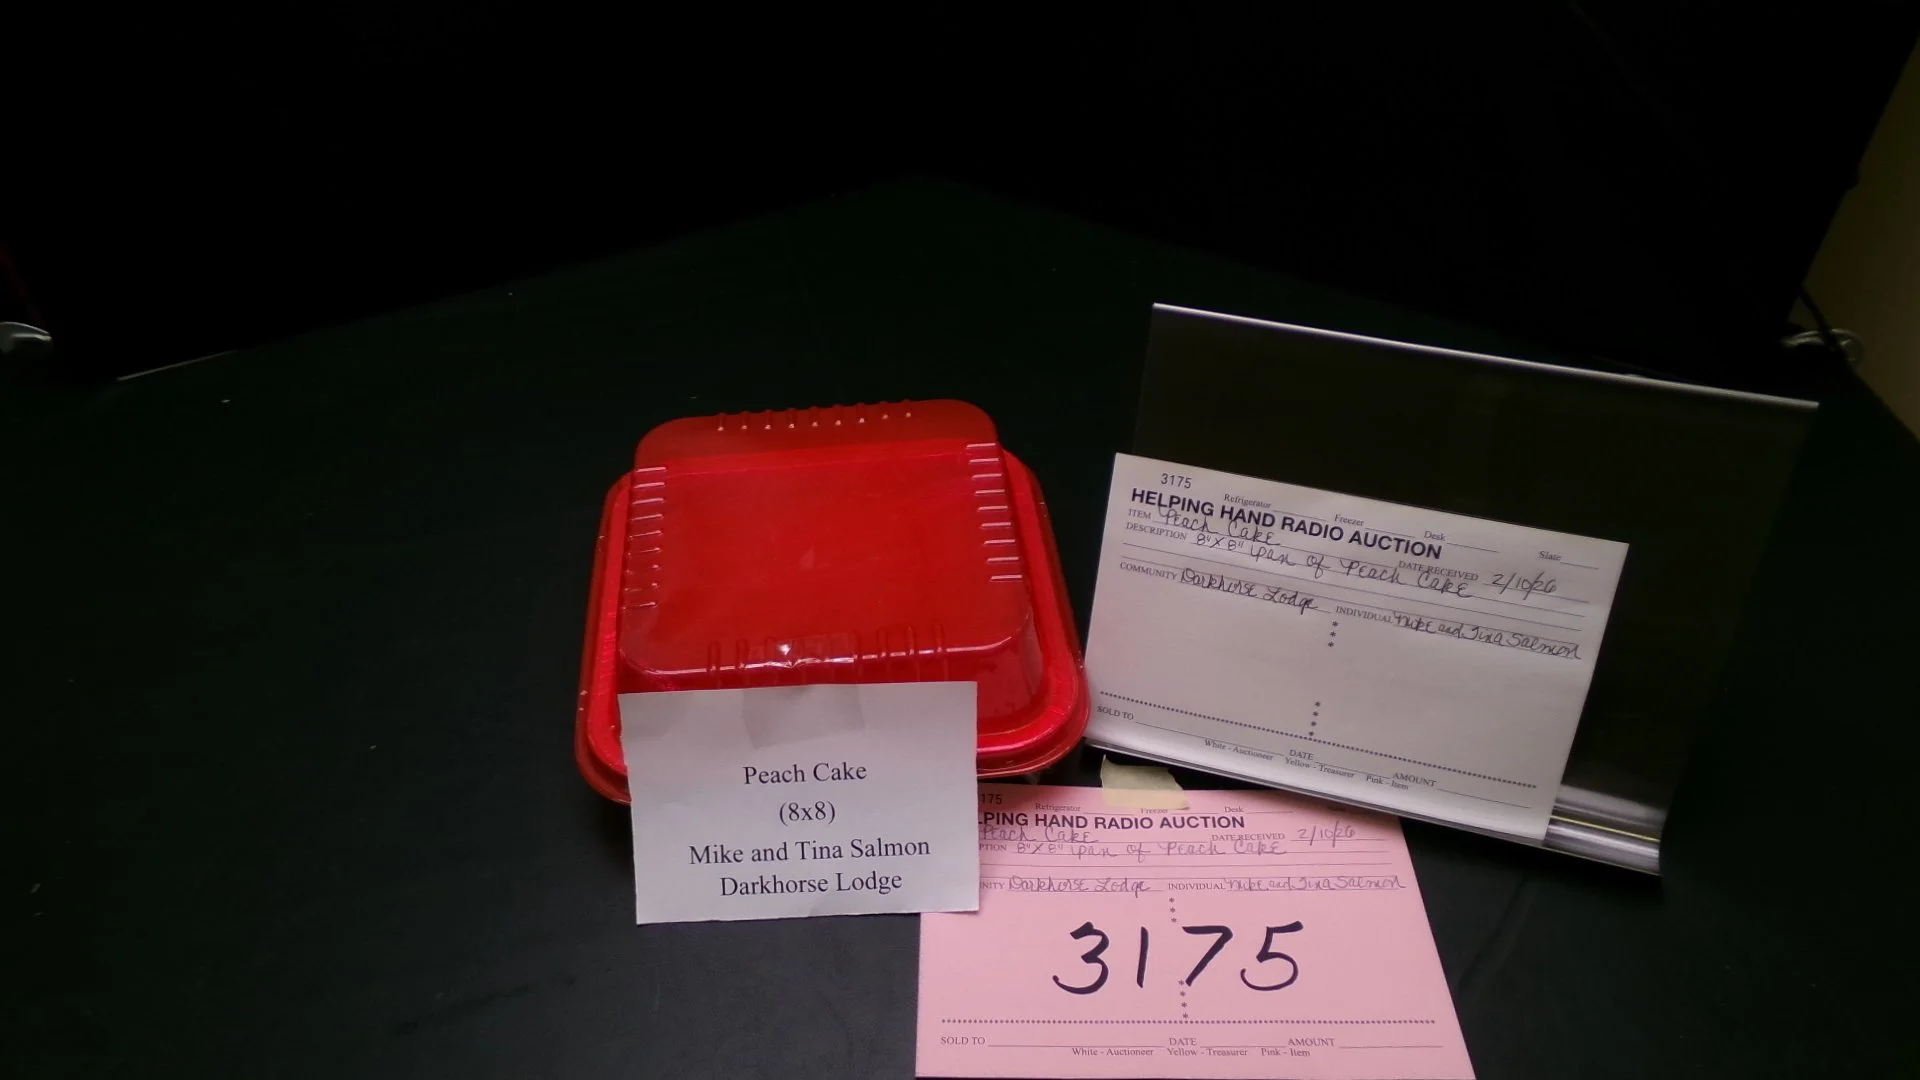 Peach Cake
(8x8)
Mike and Tina Salmon
Darkhorse Lodge
3175
Refrigerator Freezer Desk Slate
HELPING HAND RADIO AUCTION
ITEM Peach Cake DATE RECEIVED 2/10/26
DESCRIPTION 8"X8" pan of Peach Cake
COMMUNITY Darkhorse Lodge INDIVIDUAL Mike and Tina Salmon
SOLD TO DATE AMOUNT
White - Auctioneer Yellow - Treasurer Pink - Item
175
Refrigerator Freezer Desk
LPING HAND RADIO AUCTION
Peach Cake DATE RECEIVED 2/10/26
PTION 8"X8" pan of Peach Cake
NITY Darkhorse Lodge INDIVIDUAL Mike and Tina Salmon
3175
SOLD TO DATE AMOUNT
White - Auctioneer Yellow - Treasurer Pink - Item